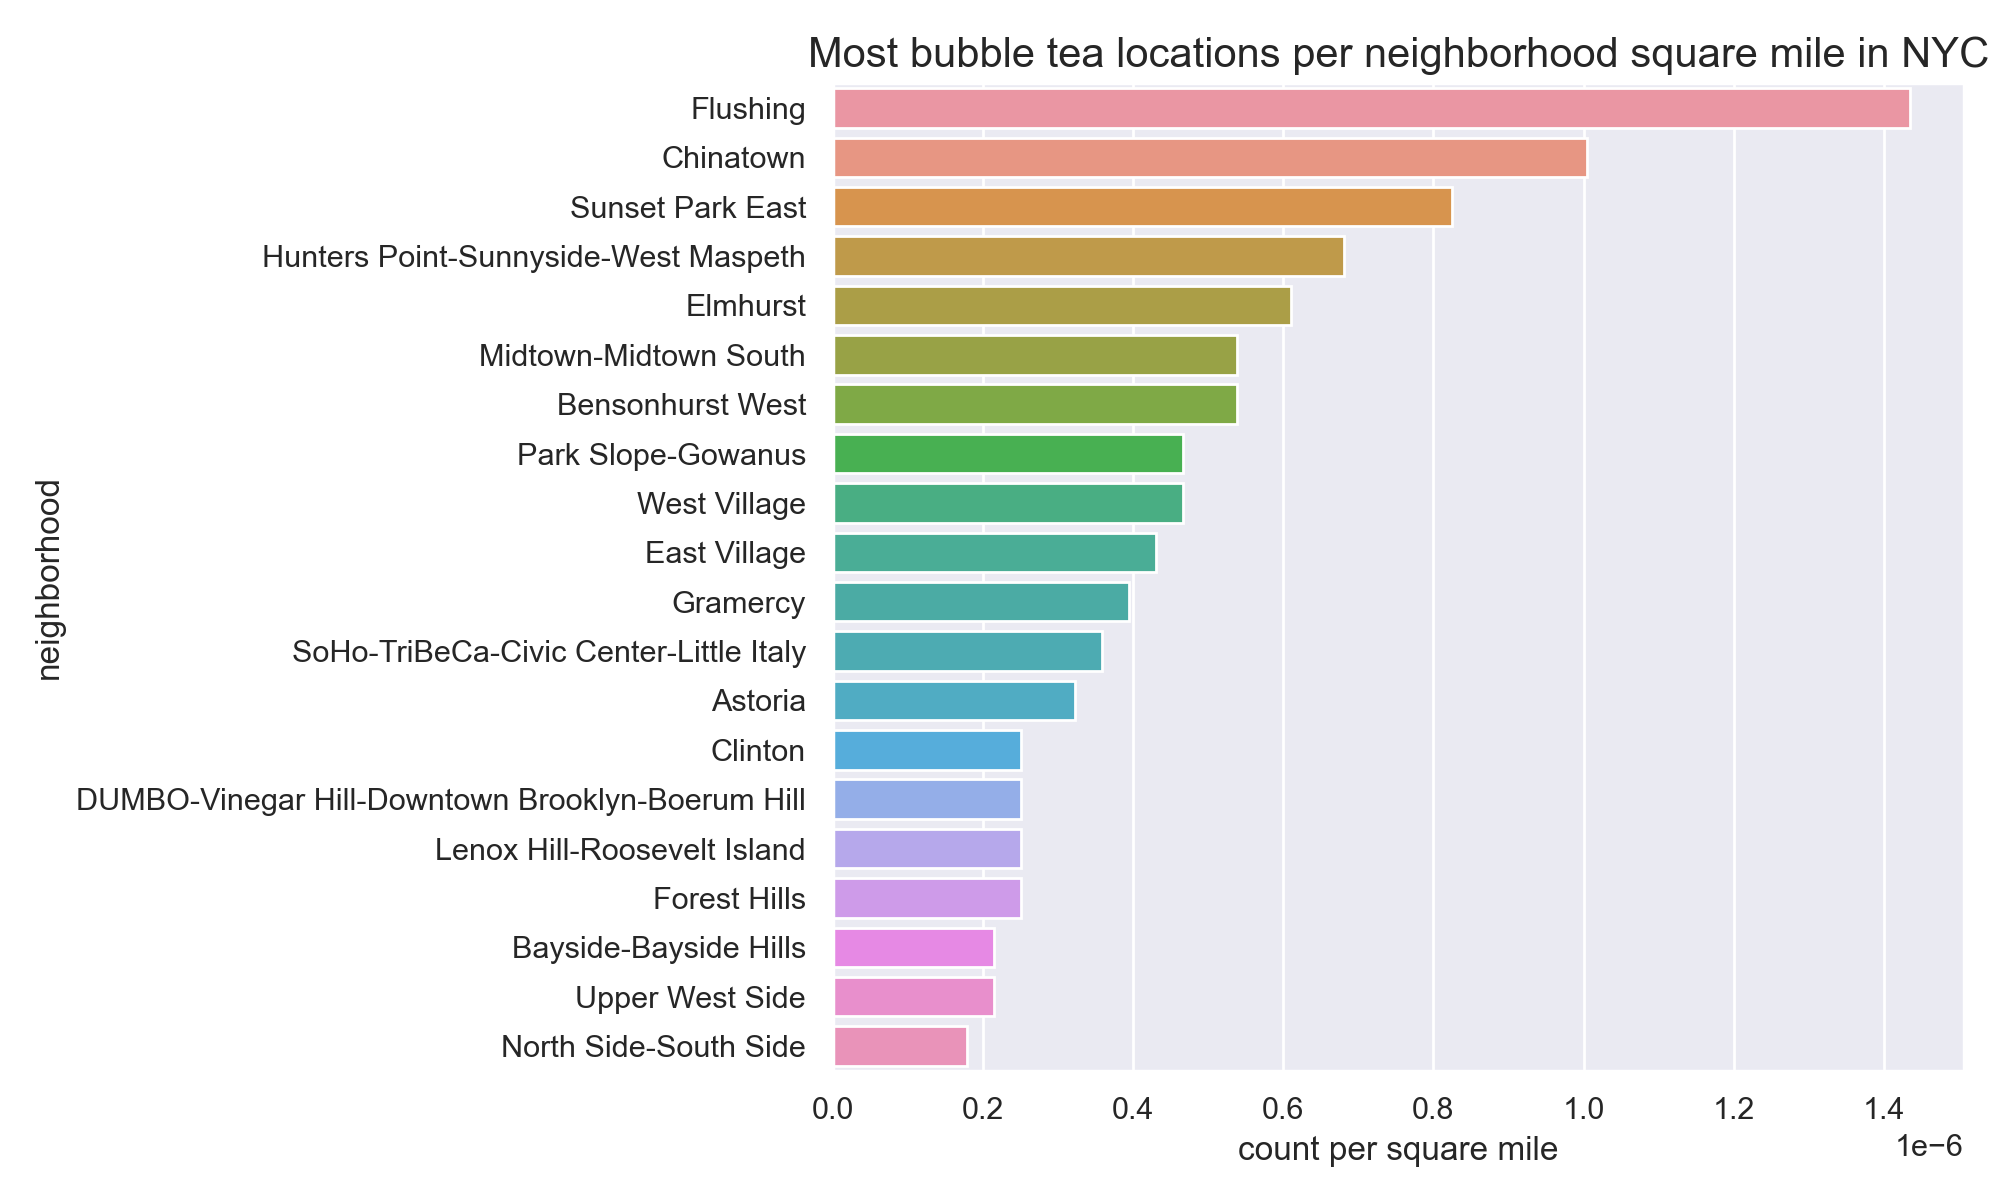 Most bubble tea locations per neighborhood square mile in NYC
neighborhood
Flushing
Chinatown
Sunset Park East
Hunters Point-Sunnyside-West Maspeth
Elmhurst
Midtown-Midtown South
Bensonhurst West
Park Slope-Gowanus
West Village
East Village
Gramercy
SoHo-TriBeCa-Civic Center-Little Italy
Astoria
Clinton
DUMBO-Vinegar Hill-Downtown Brooklyn-Boerum Hill
Lenox Hill-Roosevelt Island
Forest Hills
Bayside-Bayside Hills
Upper West Side
North Side-South Side
0.0 0.2 0.4 0.6 0.8 1.0 1.2 1.4
count per square mile
1e−6